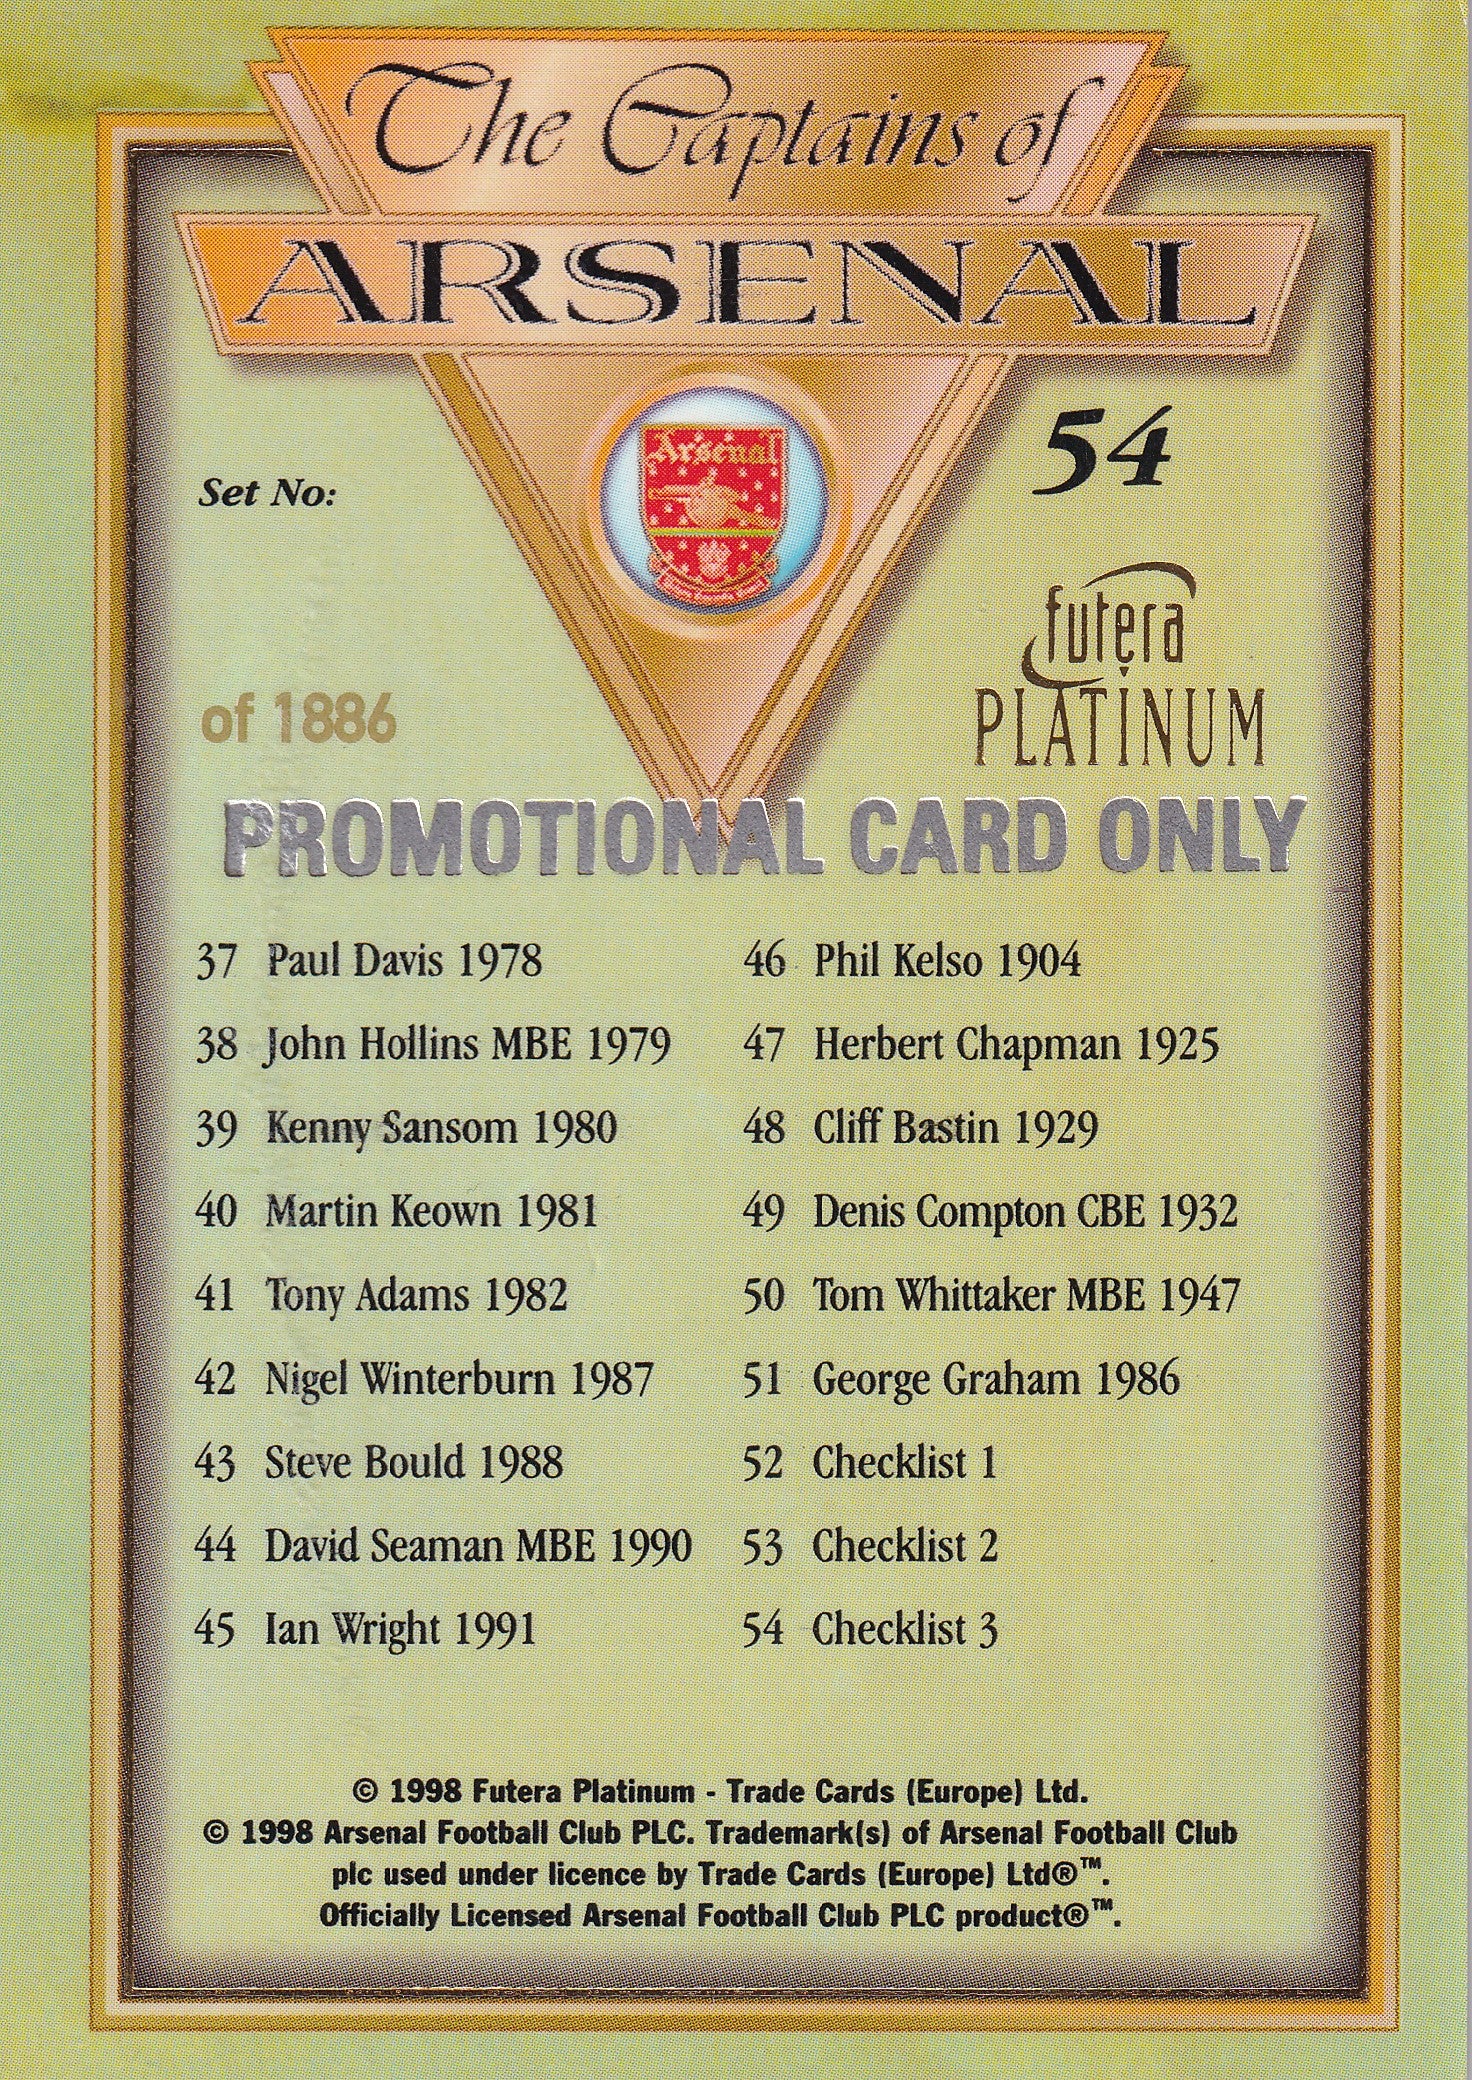 The Captains of
ARSENAL
Arsenal
54
Set No:
futera
PLATINUM
of 1886
PROMOTIONAL CARD ONLY
37 Paul Davis 1978
38 John Hollins MBE 1979
39 Kenny Sansom 1980
40 Martin Keown 1981
41 Tony Adams 1982
42 Nigel Winterburn 1987
43 Steve Bould 1988
44 David Seaman MBE 1990
45 Ian Wright 1991
46 Phil Kelso 1904
47 Herbert Chapman 1925
48 Cliff Bastin 1929
49 Denis Compton CBE 1932
50 Tom Whittaker MBE 1947
51 George Graham 1986
52 Checklist 1
53 Checklist 2
54 Checklist 3
© 1998 Futera Platinum - Trade Cards (Europe) Ltd.
© 1998 Arsenal Football Club PLC. Trademark(s) of Arsenal Football Club
plc used under licence by Trade Cards (Europe) Ltd®™.
Officially Licensed Arsenal Football Club PLC product®™.